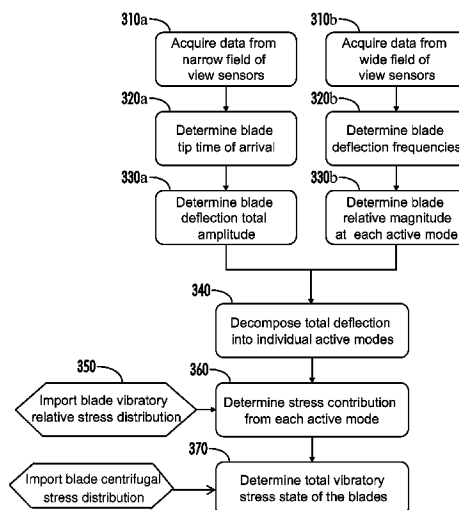 310a
Acquire data from
narrow field of
view sensors
310b
Acquire data from
wide field of
view sensors
320a
Determine blade
tip time of arrival
320b
Determine blade
deflection frequencies
330a
Determine blade
deflection total
amplitude
330b
Determine blade
relative magnitude
at each active mode
340
Decompose total deflection
into individual active modes
350
Import blade vibratory
relative stress distribution
360
Determine stress contribution
from each active mode
Import blade centrifugal
stress distribution
370
Determine total vibratory
stress state of the blades